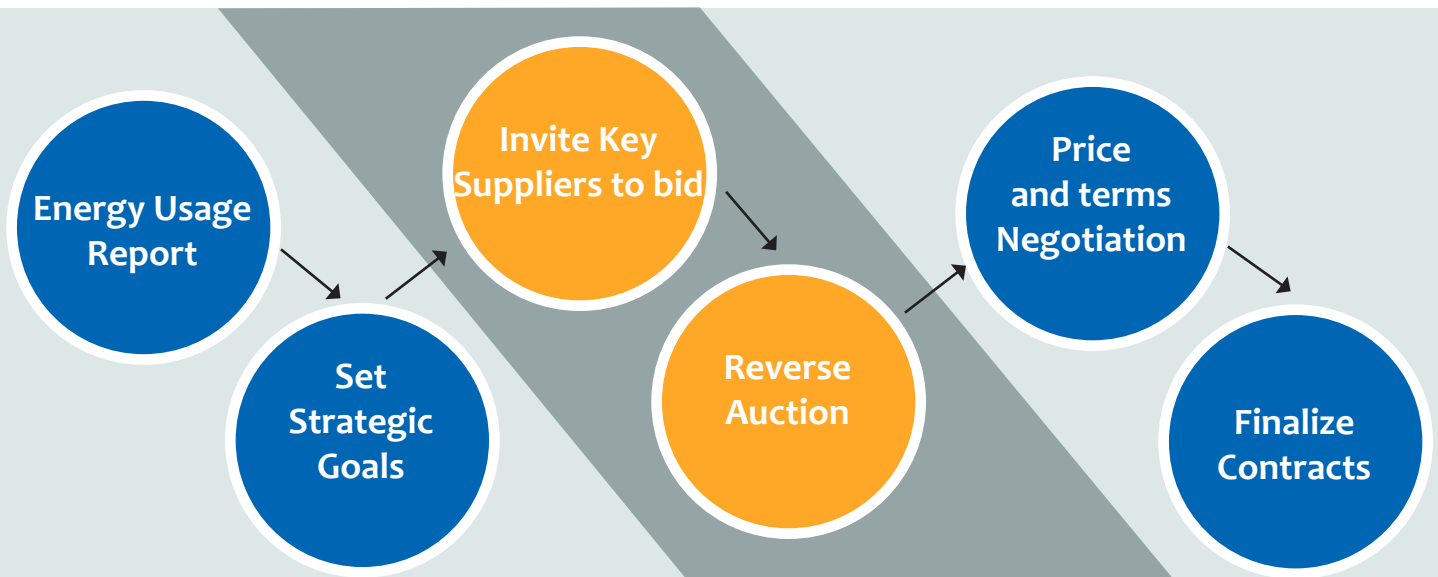 Energy Usage
Report
Set
Strategic
Goals
Invite Key
Suppliers to bid
Reverse
Auction
Price
and terms
Negotiation
Finalize
Contracts